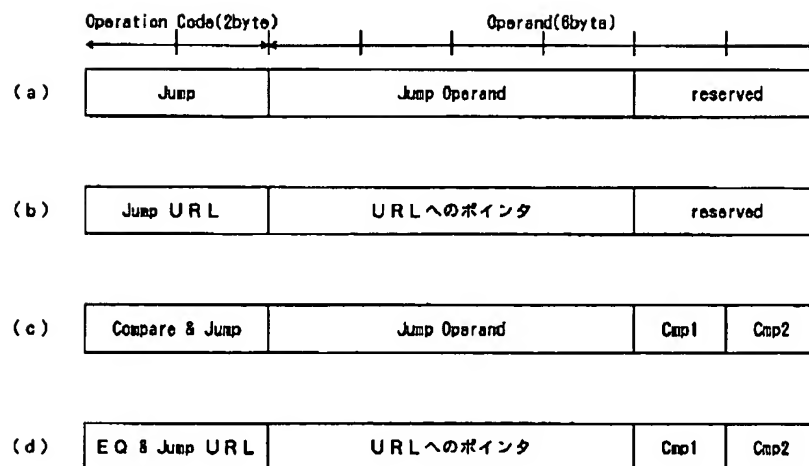 Operation Code(2byte) Operand(6byte)
(a) Jump Jump Operand reserved
(b) Jump URL URLへのポインタ reserved
(c) Compare & Jump Jump Operand Cmp1 Cmp2
(d) EQ & Jump URL URLへのポインタ Cmp1 Cmp2